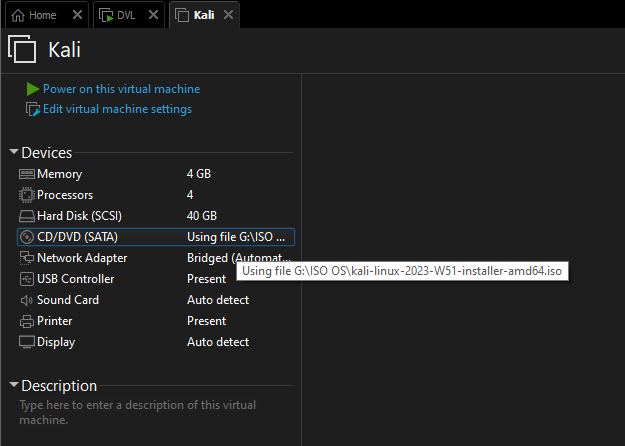 Home DVL Kali
Kali
Power on this virtual machine
Edit virtual machine settings
Devices
Memory 4 GB
Processors 4
Hard Disk (SCSI) 40 GB
CD/DVD (SATA) Using file G:\ISO ...
Network Adapter Bridged (Automat...
Using file G:\ISO OS\kali-linux-2023-W51-installer-amd64.iso
USB Controller Present
Sound Card Auto detect
Printer Present
Display Auto detect
Description
Type here to enter a description of this virtual
machine.